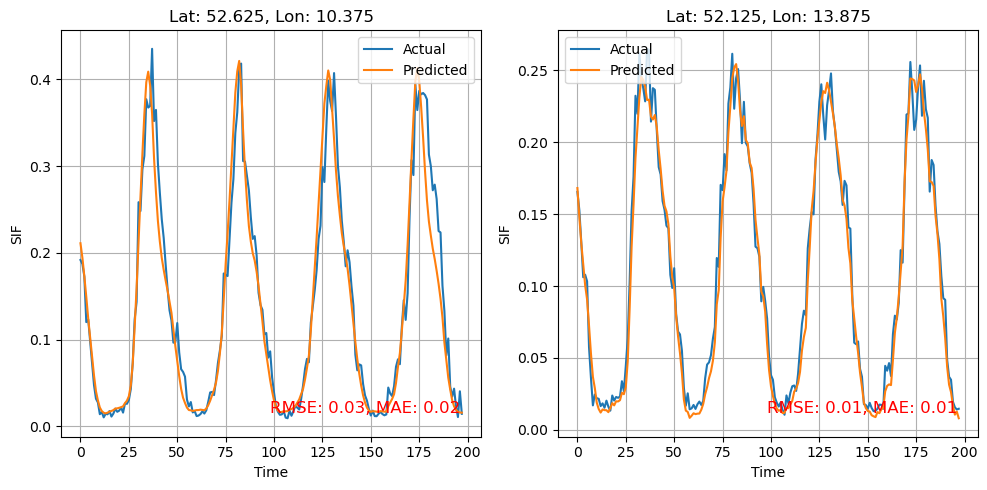 Lat: 52.625, Lon: 10.375
Actual
Predicted
SIF
0.4
0.3
0.2
0.1
0.0
RMSE: 0.03, MAE: 0.02
0 25 50 75 100 125 150 175 200
Time
Lat: 52.125, Lon: 13.875
Actual
Predicted
SIF
0.25
0.20
0.15
0.10
0.05
0.00
RMSE: 0.01, MAE: 0.01
0 25 50 75 100 125 150 175 200
Time